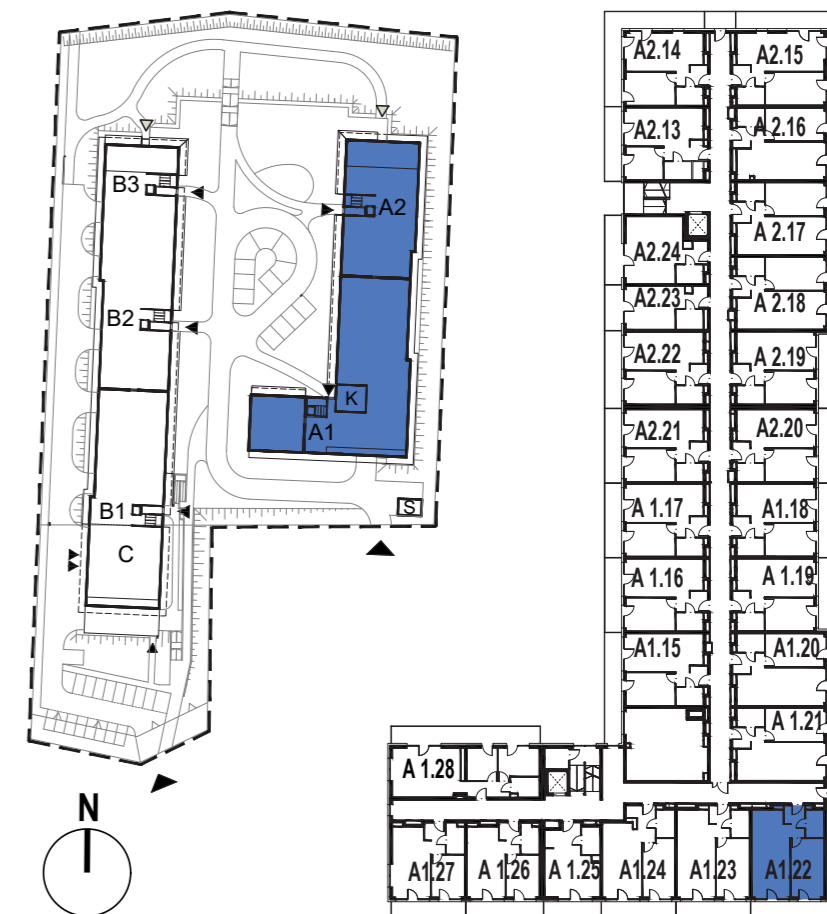 B3
A2
B2
K
A1
B1
S
C
N
A2.14
A2.15
A2.13
A 2.16
A 2.17
A2.24
A2.23
A 2.18
A2.22
A 2.19
A2.21
A2.20
A 1.17
A1.18
A 1.16
A 1.19
A1.15
A1.20
A 1.21
A 1.28
A1.27
A 1.26
A 1.25
A1.24
A1.23
A1.22